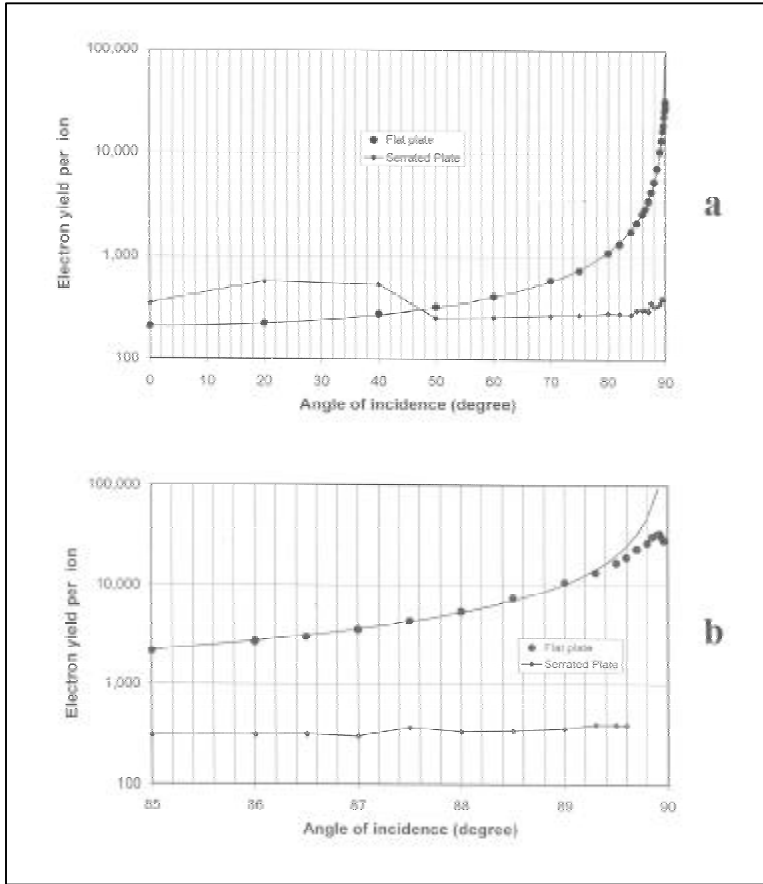 100,000
10,000
1,000
100
Electron yield per ion
Flat plate
Serrated Plate
0 10 20 30 40 50 60 70 80 90
Angle of incidence (degree)
a
100,000
10,000
1,000
100
Electron yield per ion
Flat plate
Serrated Plate
85 86 87 88 89 90
Angle of incidence (degree)
b